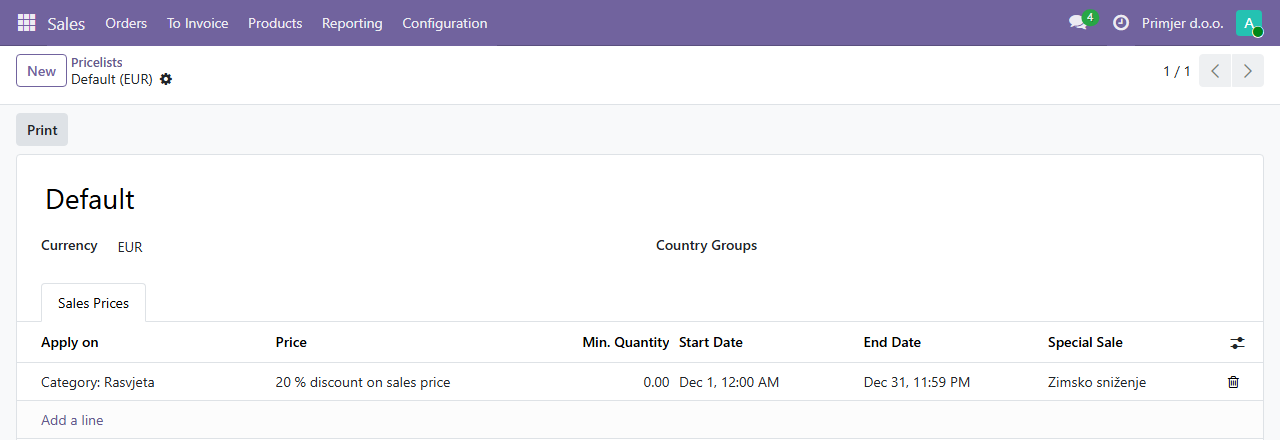 Sales Orders To Invoice Products Reporting Configuration 4 Primjer d.o.o. A
New Pricelists
Default (EUR) 1 / 1
Print
Default
Currency EUR Country Groups
Sales Prices
Apply on Price Min. Quantity Start Date End Date Special Sale
Category: Rasvjeta 20 % discount on sales price 0.00 Dec 1, 12:00 AM Dec 31, 11:59 PM Zimsko sniženje
Add a line